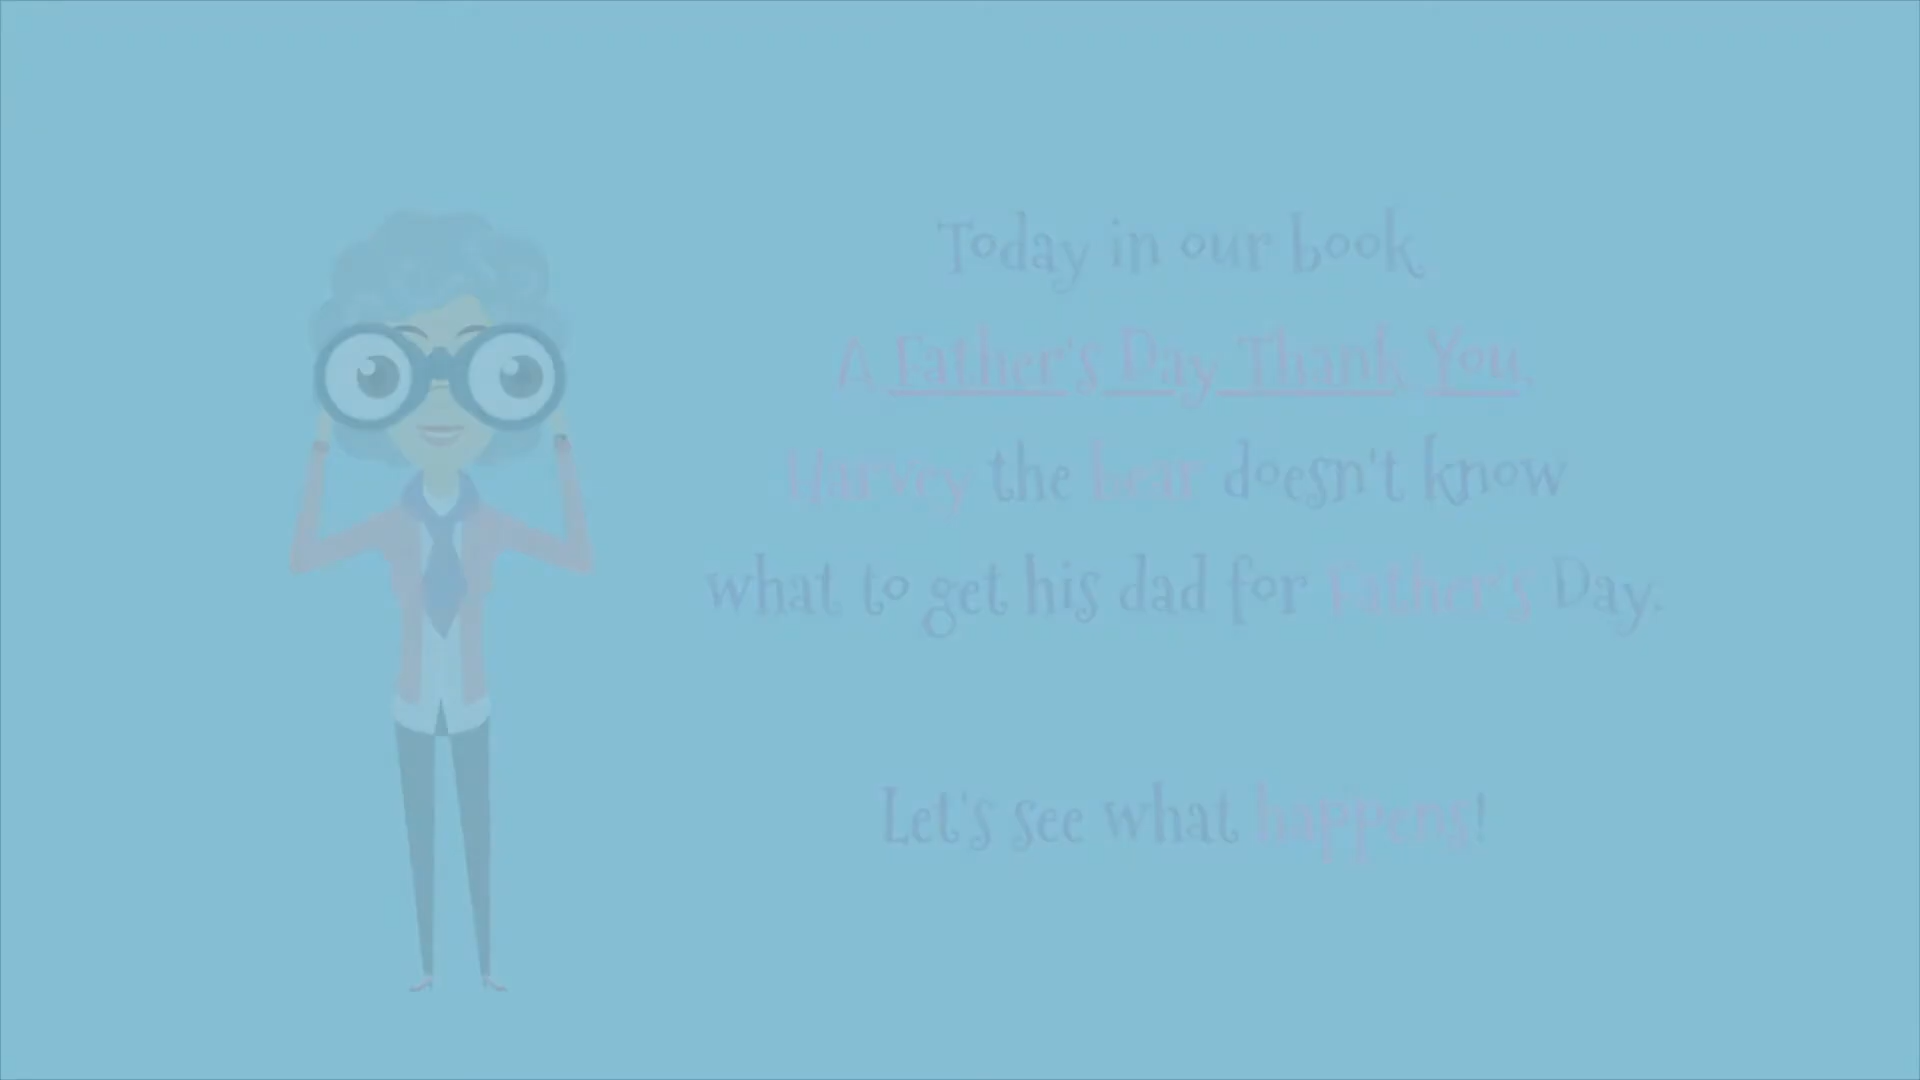 Today in our book
A Father's Day Thank You,
Harvey the bear doesn't know
what to get his dad for Father's Day.
Let's see what happens!